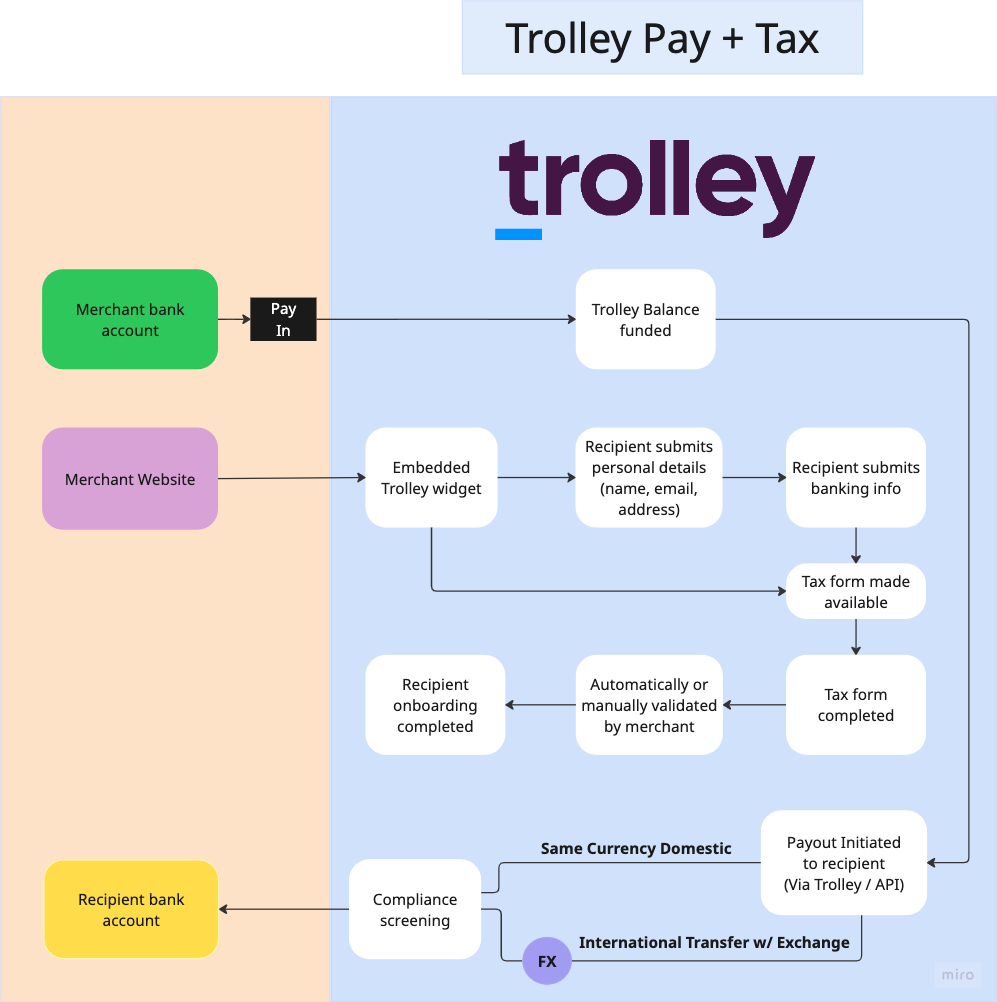 Trolley Pay + Tax
trolley
Merchant bank
account
Pay
In
Trolley Balance
funded
Merchant Website
Embedded
Trolley widget
Recipient submits
personal details
(name, email,
address)
Recipient submits
banking info
Tax form made
available
Recipient
onboarding
completed
Automatically or
manually validated
by merchant
Tax form
completed
Same Currency Domestic
Payout Initiated
to recipient
(Via Trolley / API)
Recipient bank
account
Compliance
screening
International Transfer w/ Exchange
FX
miro